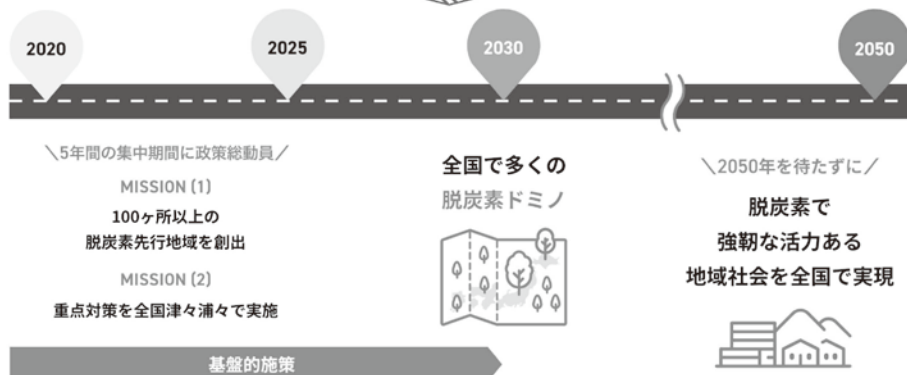 2020
2025
2030
2050
＼5年間の集中期間に政策総動員／
MISSION (1)
100ヶ所以上の
脱炭素先行地域を創出
MISSION (2)
重点対策を全国津々浦々で実施
全国で多くの
脱炭素ドミノ
＼2050年を待たずに／
脱炭素で
強靭な活力ある
地域社会を全国で実現
基盤的施策